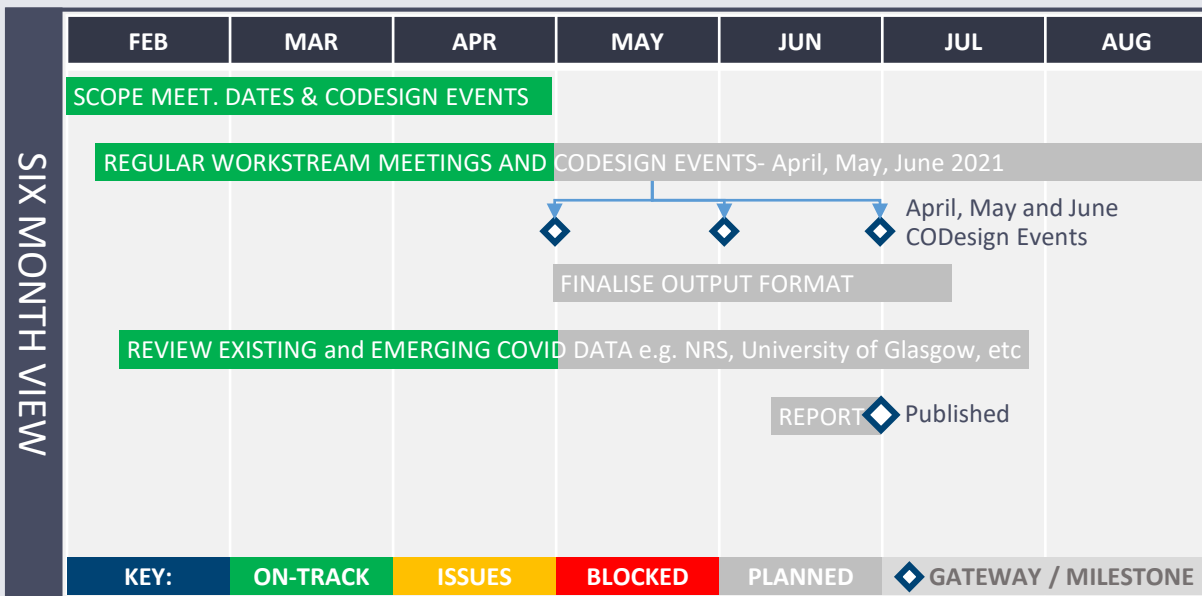 FEB MAR APR MAY JUN JUL AUG
SIX MONTH VIEW
SCOPE MEET. DATES & CODESIGN EVENTS
REGULAR WORKSTREAM MEETINGS AND CODESIGN EVENTS- April, May, June 2021
April, May and June
CODesign Events
FINALISE OUTPUT FORMAT
REVIEW EXISTING and EMERGING COVID DATA e.g. NRS, University of Glasgow, etc
REPORT Published
KEY: ON-TRACK ISSUES BLOCKED PLANNED GATEWAY / MILESTONE